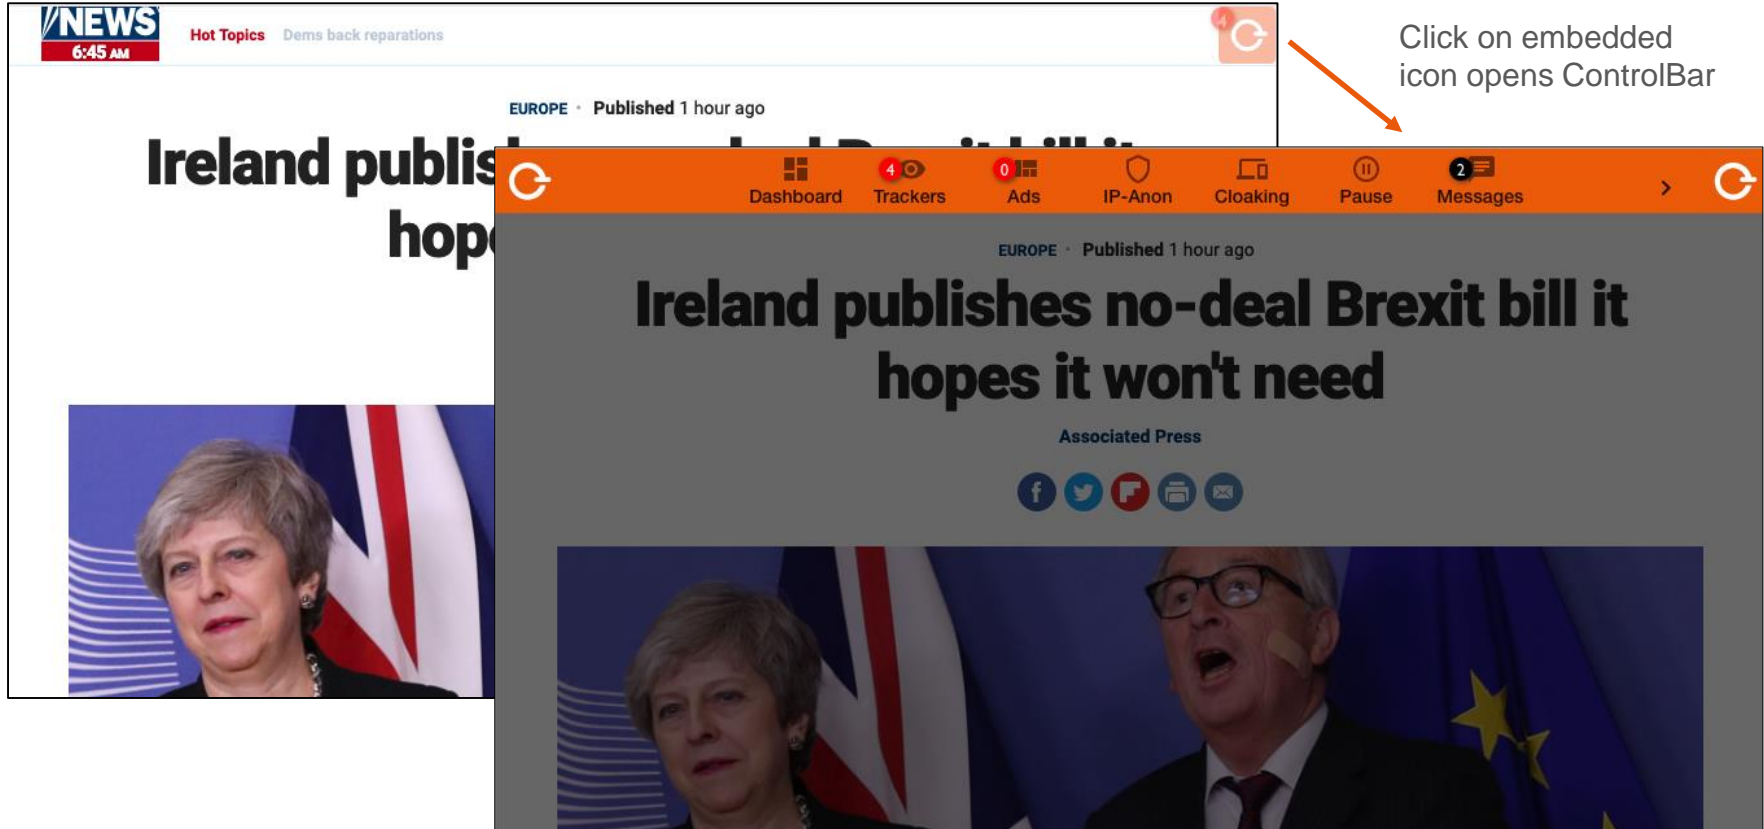 NEWS
6:45 AM
Hot Topics Dems back reparations
4
Click on embedded
icon opens ControlBar
EUROPE · Published 1 hour ago
Ireland publis
hop
Dashboard
4
Trackers
0
Ads
IP-Anon
Cloaking
Pause
2
Messages
EUROPE · Published 1 hour ago
Ireland publishes no-deal Brexit bill it
hopes it won't need
Associated Press